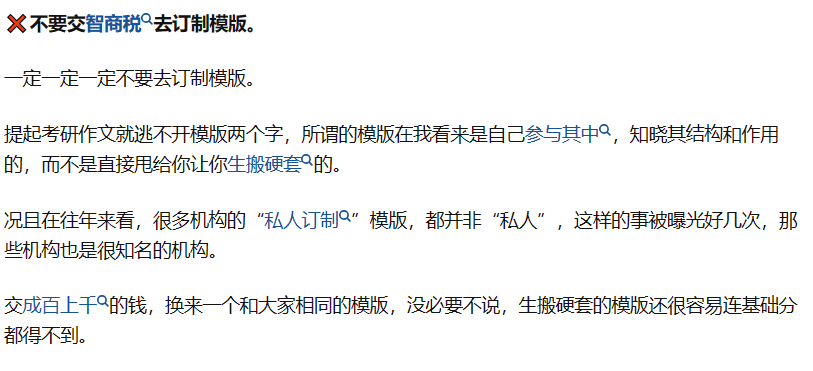 ❌不要交智商税去订制模版。
一定一定一定不要去订制模版。
提起考研作文就逃不开模版两个字，所谓的模版在我看来是自己参与其中，知晓其结构和作用
的，而不是直接甩给你让你生搬硬套的。
况且在往年来看，很多机构的“私人订制”模版，都并非“私人”，这样的事被曝光好几次，那
些机构也是很知名的机构。
交成百上千的钱，换来一个和大家相同的模版，没必要不说，生搬硬套的模版还很容易连基础分
都得不到。